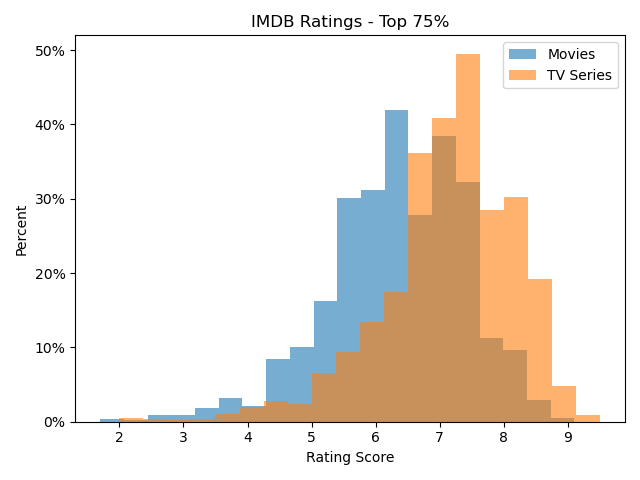 IMDB Ratings - Top 75%
Movies
TV Series
50%
40%
30%
20%
10%
0%
Percent
2 3 4 5 6 7 8 9
Rating Score